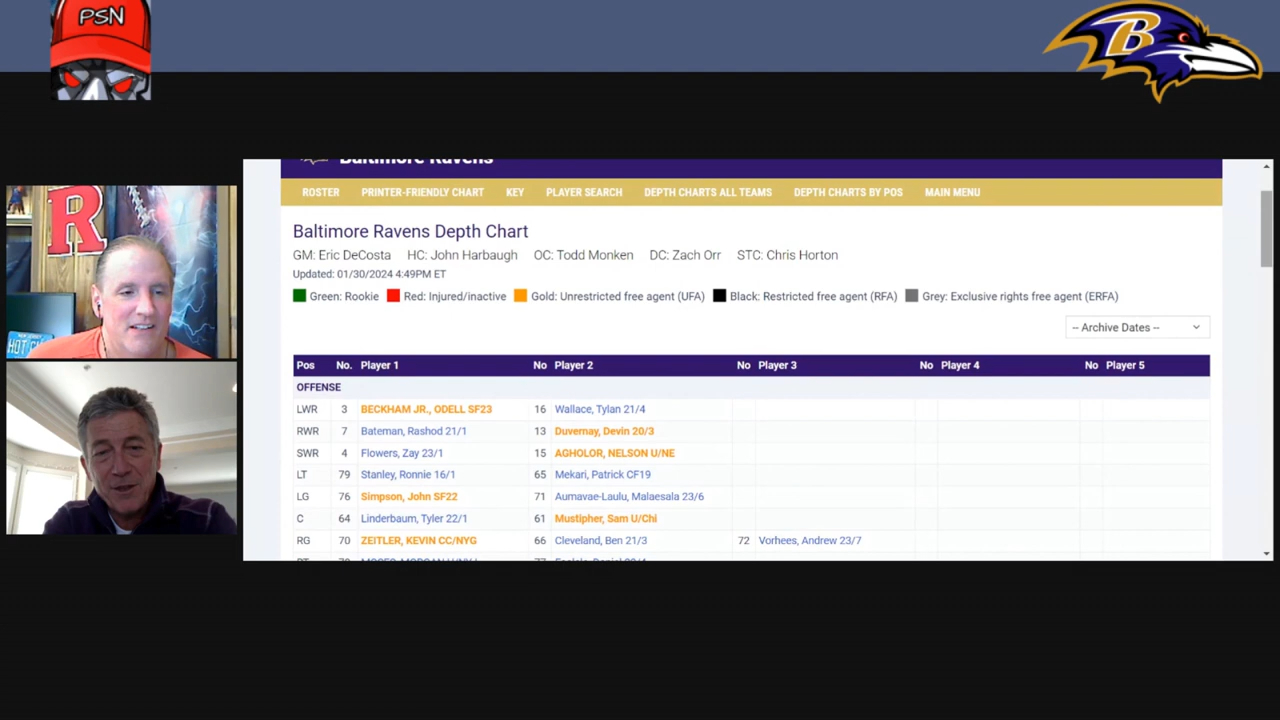 PSN
B
R
HOT
Baltimore Ravens
ROSTER PRINTER-FRIENDLY CHART KEY PLAYER SEARCH DEPTH CHARTS ALL TEAMS DEPTH CHARTS BY POS MAIN MENU
Baltimore Ravens Depth Chart
GM: Eric DeCosta HC: John Harbaugh OC: Todd Monken DC: Zach Orr STC: Chris Horton
Updated: 01/30/2024 4:49PM ET
Green: Rookie Red: Injured/inactive Gold: Unrestricted free agent (UFA) Black: Restricted free agent (RFA) Grey: Exclusive rights free agent (ERFA)
-- Archive Dates --
Pos No. Player 1 No Player 2 No Player 3 No Player 4 No Player 5
OFFENSE
LWR 3 BECKHAM JR., ODELL SF23 16 Wallace, Tylan 21/4
RWR 7 Bateman, Rashod 21/1 13 Duvernay, Devin 20/3
SWR 4 Flowers, Zay 23/1 15 AGHOLOR, NELSON U/NE
LT 79 Stanley, Ronnie 16/1 65 Mekari, Patrick CF19
LG 76 Simpson, John SF22 71 Aumavae-Laulu, Malaesala 23/6
C 64 Linderbaum, Tyler 22/1 61 Mustipher, Sam U/Chi
RG 70 ZEITLER, KEVIN CC/NYG 66 Cleveland, Ben 21/3 72 Vorhees, Andrew 23/7